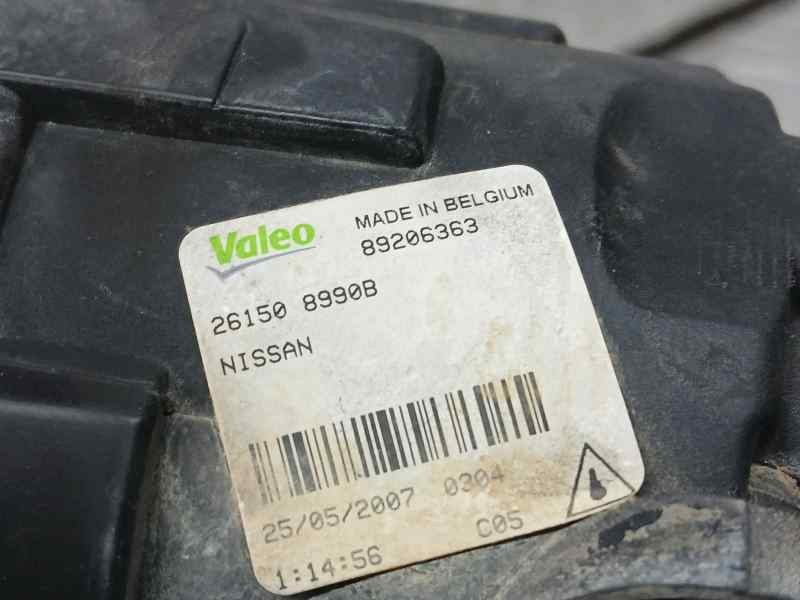 Valeo
MADE IN BELGIUM
89206363
26150 8990B
NISSAN
25/05/2007 0304
1:14:56 C05